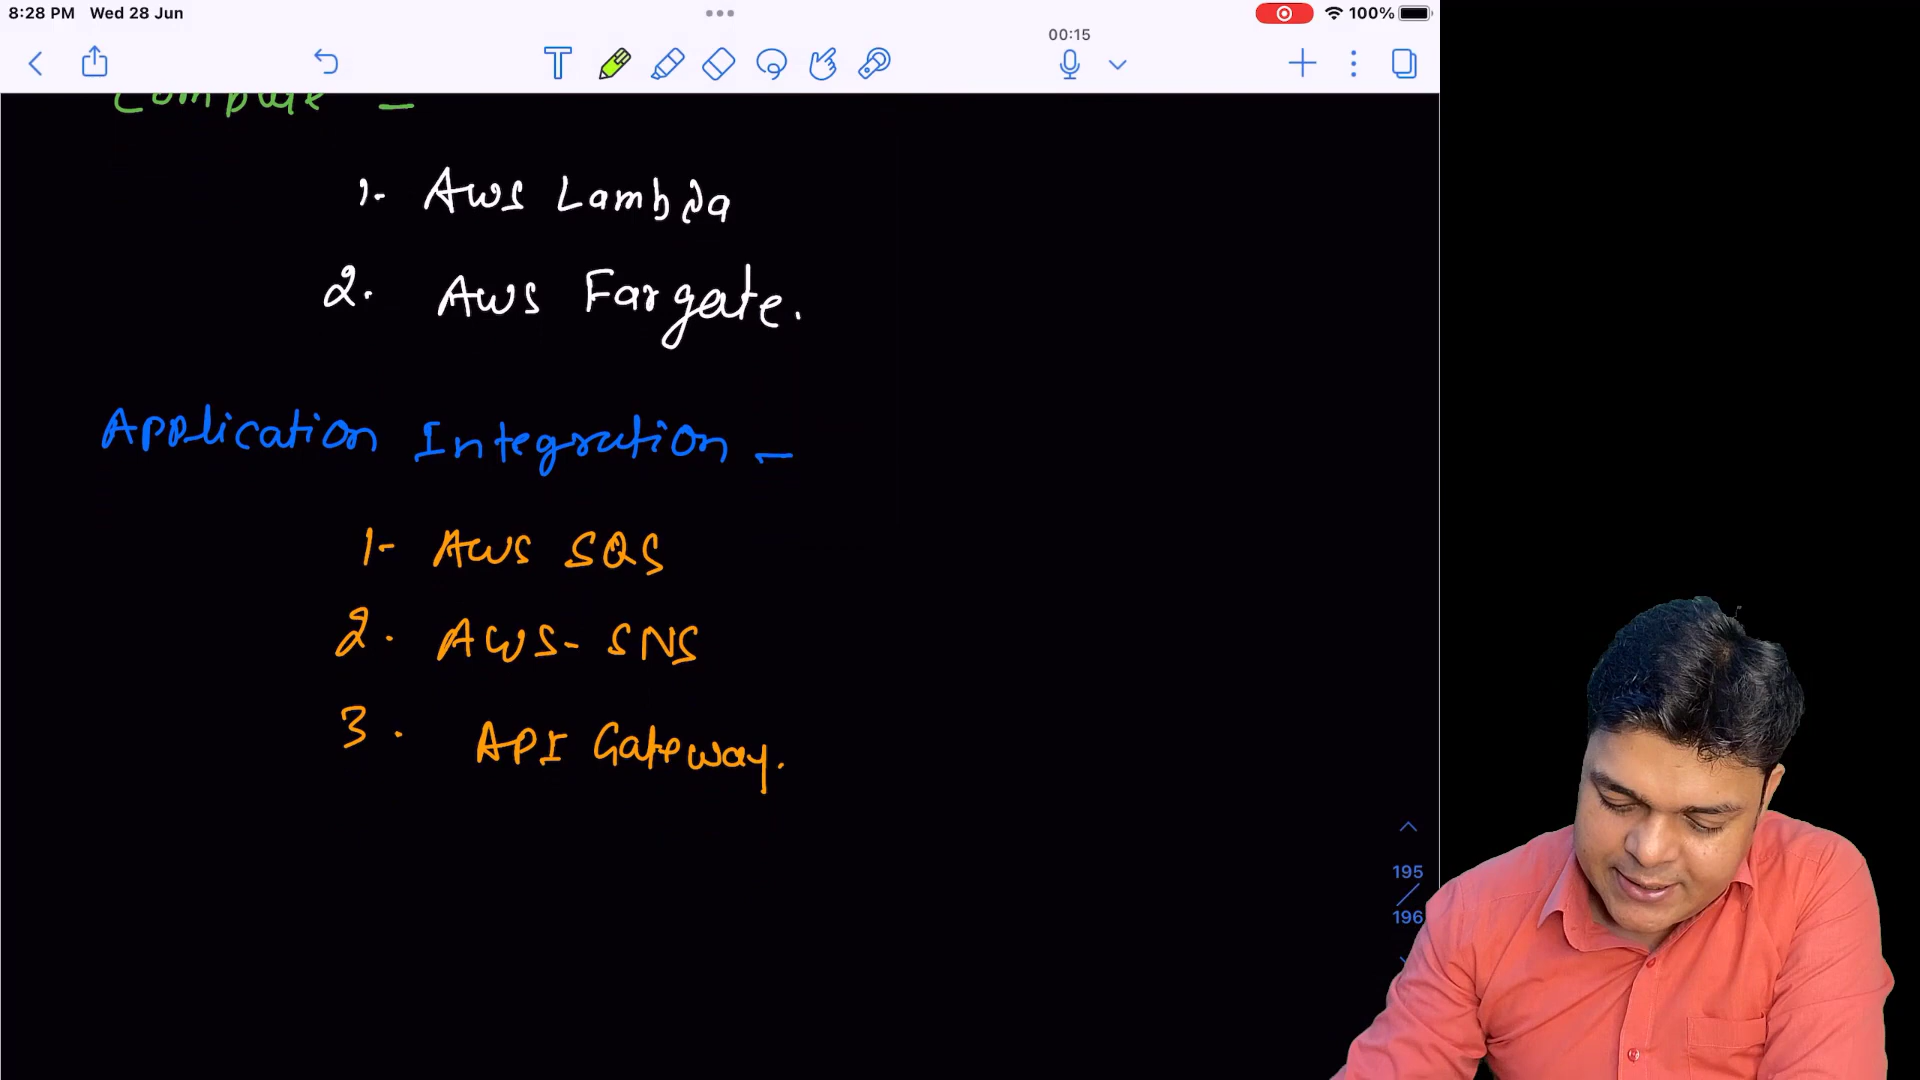 8:28 PM Wed 28 Jun
100%
00:15
Compute -
1- Aws Lambda
2. Aws Fargate.
Application Integration -
1- Aws SQS
2. AWS- SNS
3. API Gateway.
195
196